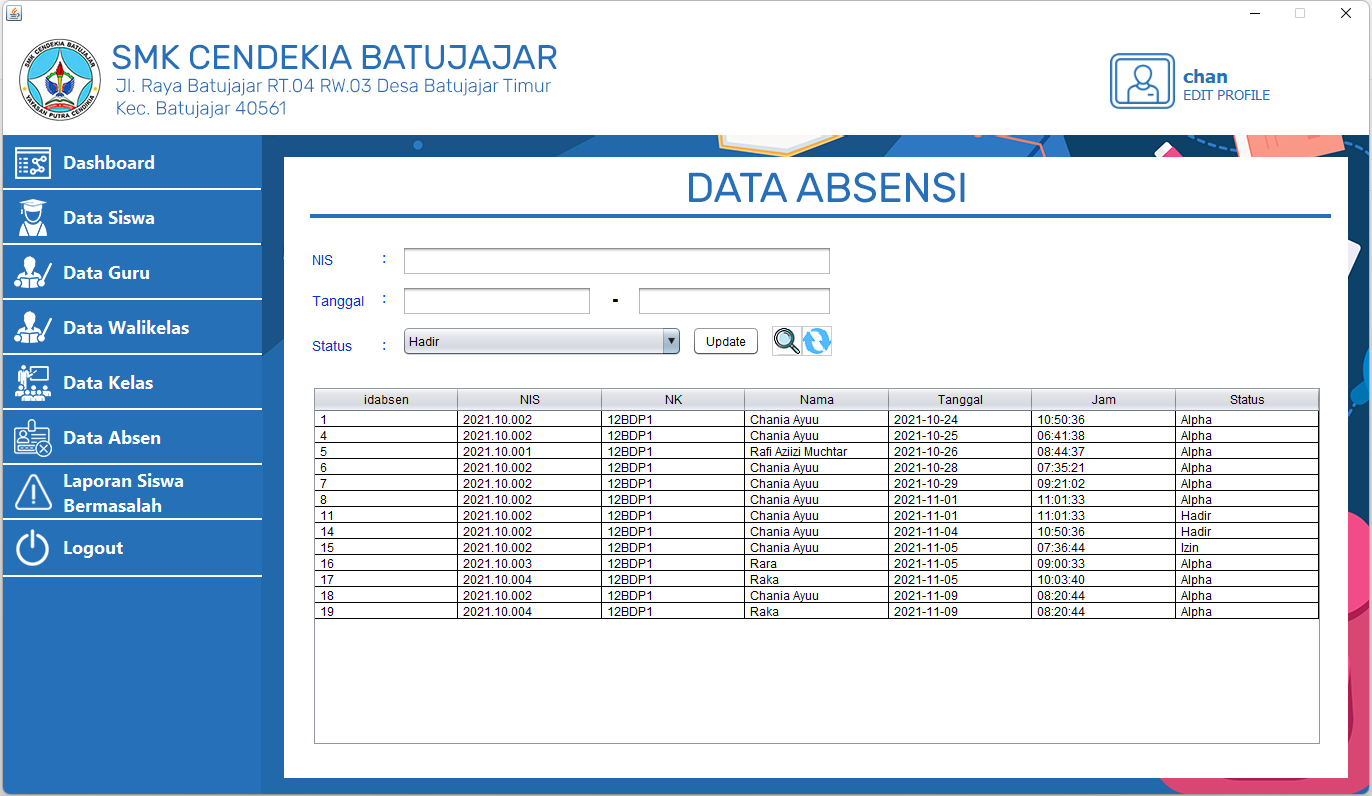 SMK CENDEKIA BATUJAJAR
YAYASAN PUTRA CENDIKIA
SMK CENDEKIA BATUJAJAR
Jl. Raya Batujajar RT.04 RW.03 Desa Batujajar Timur
Kec. Batujajar 40561
chan
EDIT PROFILE
Dashboard
Data Siswa
Data Guru
Data Walikelas
Data Kelas
Data Absen
Laporan Siswa
Bermasalah
Logout
DATA ABSENSI
NIS :
Tanggal : -
Status : Hadir Update
idabsen NIS NK Nama Tanggal Jam Status
1 2021.10.002 12BDP1 Chania Ayuu 2021-10-24 10:50:36 Alpha
4 2021.10.002 12BDP1 Chania Ayuu 2021-10-25 06:41:38 Alpha
5 2021.10.001 12BDP1 Rafi Aziizi Muchtar 2021-10-26 08:44:37 Alpha
6 2021.10.002 12BDP1 Chania Ayuu 2021-10-28 07:35:21 Alpha
7 2021.10.002 12BDP1 Chania Ayuu 2021-10-29 09:21:02 Alpha
8 2021.10.002 12BDP1 Chania Ayuu 2021-11-01 11:01:33 Alpha
11 2021.10.002 12BDP1 Chania Ayuu 2021-11-01 11:01:33 Hadir
14 2021.10.002 12BDP1 Chania Ayuu 2021-11-04 10:50:36 Hadir
15 2021.10.002 12BDP1 Chania Ayuu 2021-11-05 07:36:44 Izin
16 2021.10.003 12BDP1 Rara 2021-11-05 09:00:33 Alpha
17 2021.10.004 12BDP1 Raka 2021-11-05 10:03:40 Alpha
18 2021.10.002 12BDP1 Chania Ayuu 2021-11-09 08:20:44 Alpha
19 2021.10.004 12BDP1 Raka 2021-11-09 08:20:44 Alpha